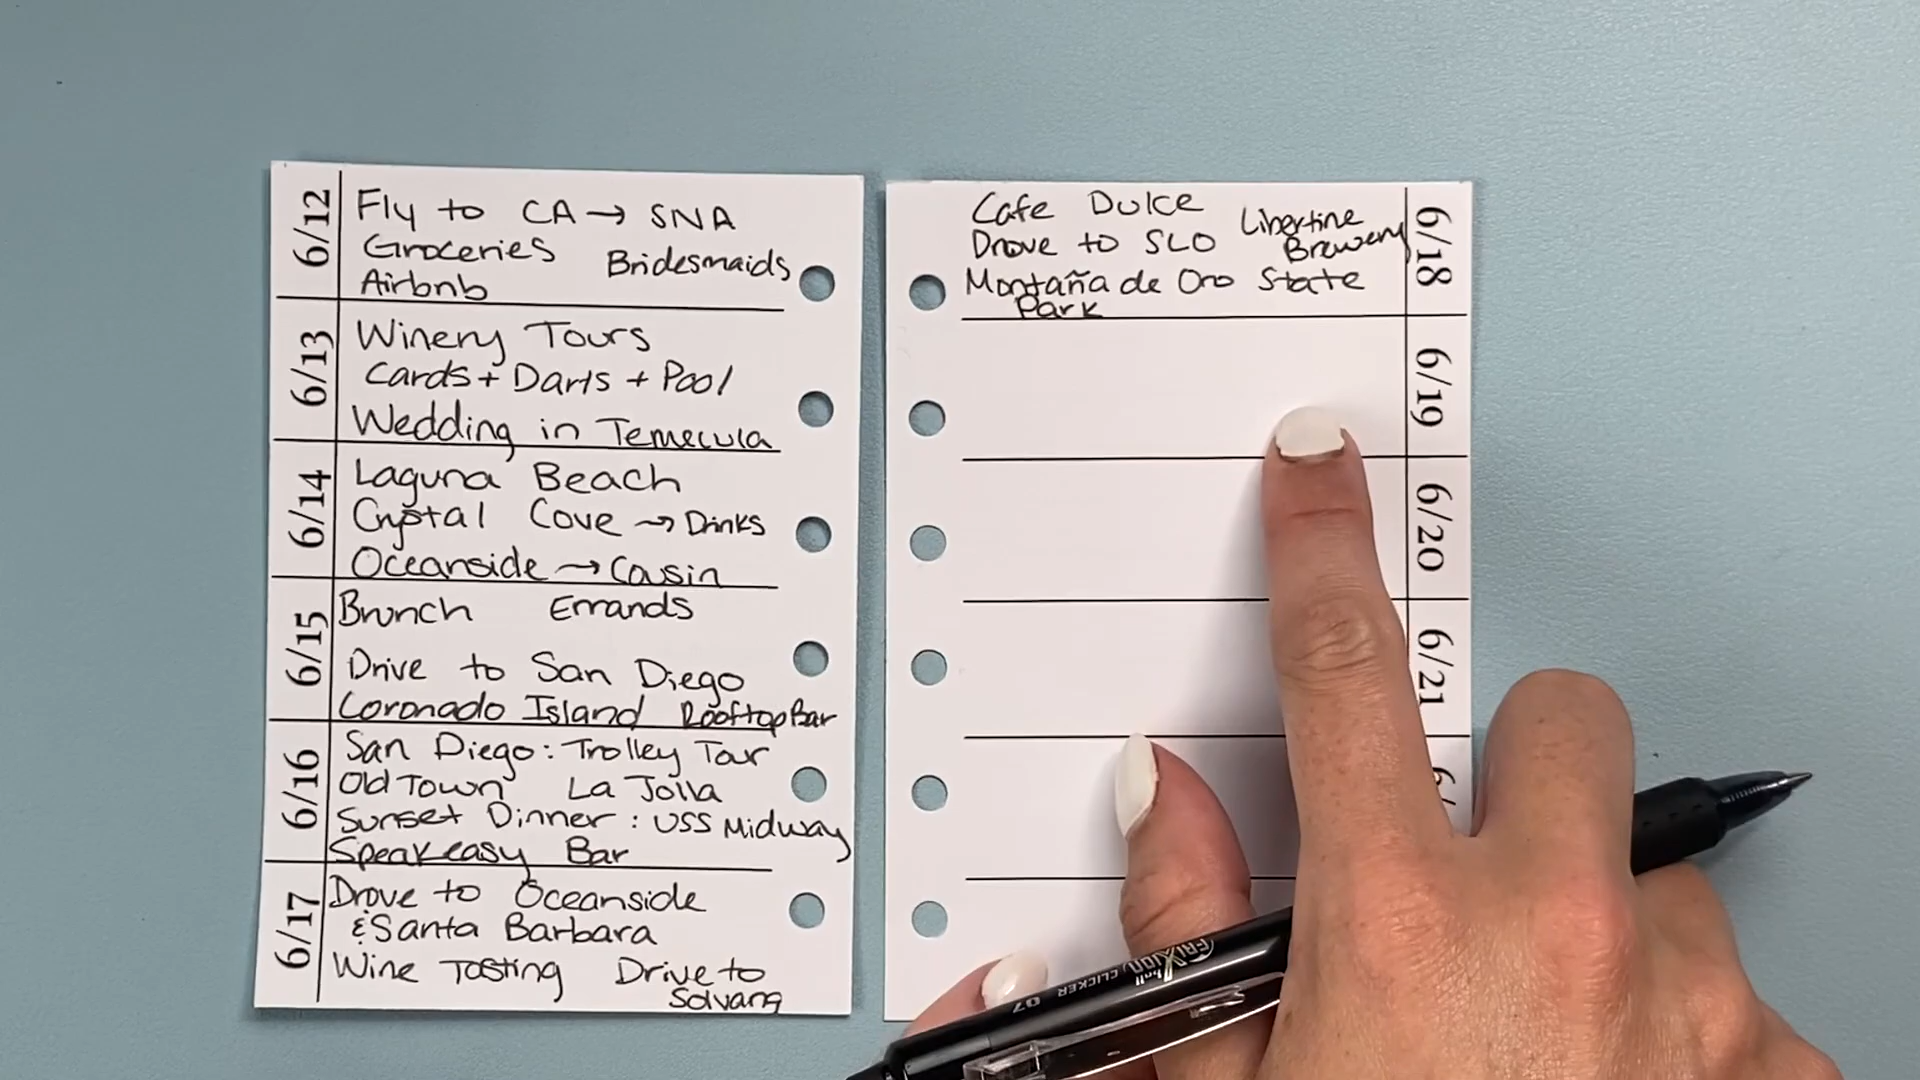 6/12
Fly to CA → SNA
Groceries Bridesmaids
Airbnb
6/13
Winery Tours
Cards + Darts + Pool
Wedding in Temecula
6/14
Laguna Beach
Cryptal Cove → Drinks
Oceanside → Cousin
6/15
Brunch Errands
Drive to San Diego
Coronado Island Rooftop Bar
6/16
San Diego: Trolley Tour
Old Town La Jolla
Sunset Dinner : USS Midway
Speakeasy Bar
6/17
Drove to Oceanside
& Santa Barbara
Wine Tasting Drive to
Solvang
6/18
Cafe Dulce
Libertine
Drove to SLO Brewery
Montaña de Oro State
Park
6/19
6/20
6/21
FRIXION ball CLICKER 07